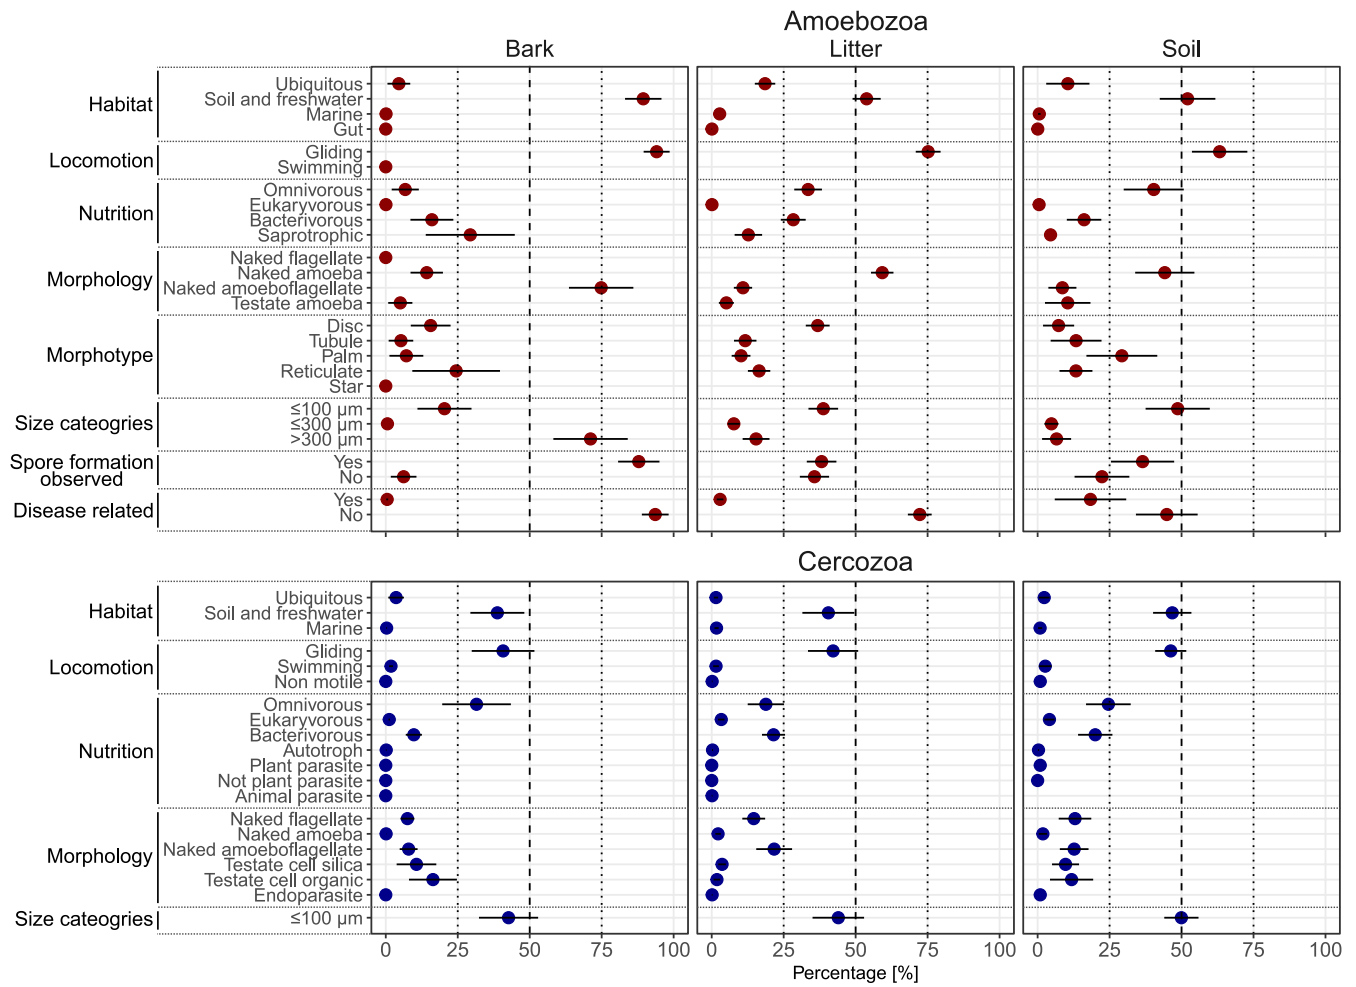 Amoebozoa
Bark
Litter
Soil
Habitat
Ubiquitous
Soil and freshwater
Marine
Gut
Locomotion
Gliding
Swimming
Nutrition
Omnivorous
Eukaryvorous
Bacterivorous
Saprotrophic
Morphology
Naked flagellate
Naked amoeba
Naked amoeboflagellate
Testate amoeba
Morphotype
Disc
Tubule
Palm
Reticulate
Star
Size cateogries
≤100 µm
≤300 µm
>300 µm
Spore formation
observed
Yes
No
Disease related
Yes
No
Cercozoa
Habitat
Ubiquitous
Soil and freshwater
Marine
Locomotion
Gliding
Swimming
Non motile
Nutrition
Omnivorous
Eukaryvorous
Bacterivorous
Autotroph
Plant parasite
Not plant parasite
Animal parasite
Morphology
Naked flagellate
Naked amoeba
Naked amoeboflagellate
Testate cell silica
Testate cell organic
Endoparasite
Size cateogries
≤100 µm
0 25 50 75 100
0 25 50 75 100
0 25 50 75 100
Percentage [%]